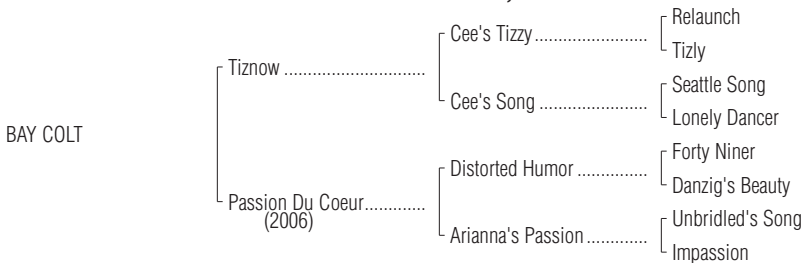 Relaunch
Cee's Tizzy........................
Tizly
Tiznow ..............................
Seattle Song
Cee's Song .......................
Lonely Dancer
BAY COLT
Forty Niner
Distorted Humor ...............
Danzig's Beauty
Passion Du Coeur.............
(2006)
Unbridled's Song
Arianna's Passion.............
Impassion